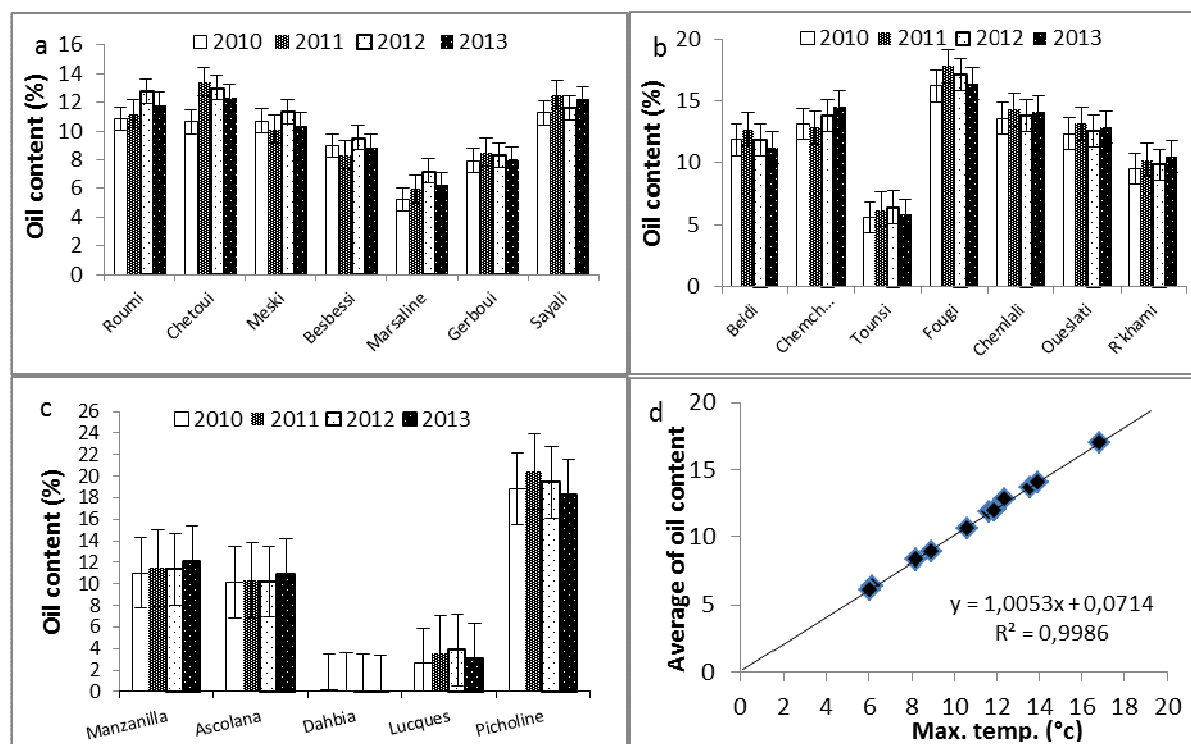 a
2010 2011 2012 2013
Oil content (%)
16
14
12
10
8
6
4
2
0
Roumi Chetoui Meski Besbessi Marsaline Gerboui Sayali
b
2010 2011 2012 2013
Oil content (%)
20
15
10
5
0
Beldi Chemch... Tounsi Fougi Chemlali Oueslati R'khami
c
2010 2011 2012 2013
Oil content (%)
26
24
22
20
18
16
14
12
10
8
6
4
2
0
Manzanilla Ascolana Dahbia Lucques Picholine
d
Average of oil content
20
15
10
5
0
y = 1,0053x + 0,0714
R² = 0,9986
0 2 4 6 8 10 12 14 16 18 20
Max. temp. (°c)